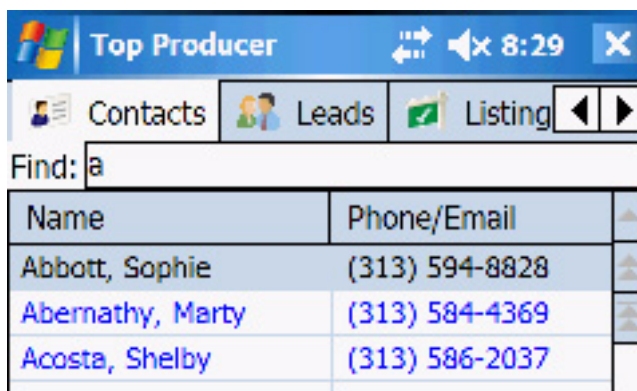 Top Producer 8:29
Contacts Leads Listing
Find: a
Name Phone/Email
Abbott, Sophie (313) 594-8828
Abernathy, Marty (313) 584-4369
Acosta, Shelby (313) 586-2037